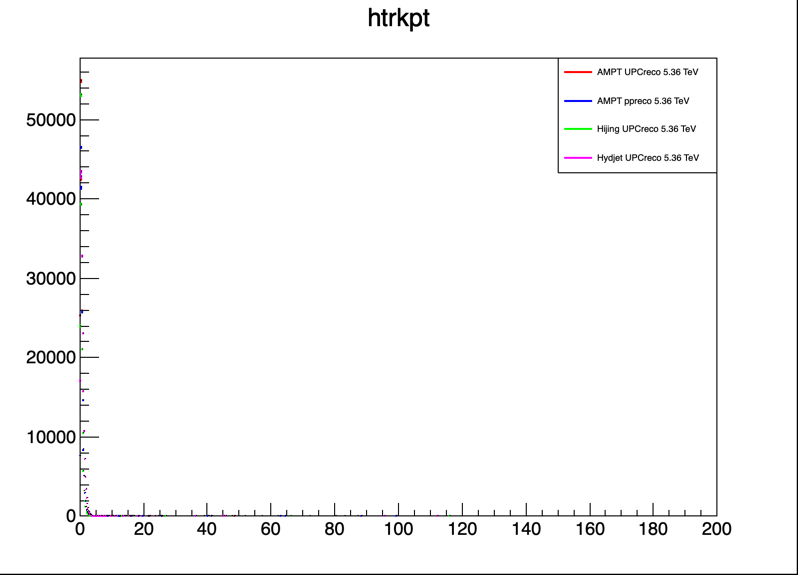 htrkpt
AMPT UPCreco 5.36 TeV
AMPT ppreco 5.36 TeV
Hijing UPCreco 5.36 TeV
Hydjet UPCreco 5.36 TeV
50000
40000
30000
20000
10000
0
0 20 40 60 80 100 120 140 160 180 200